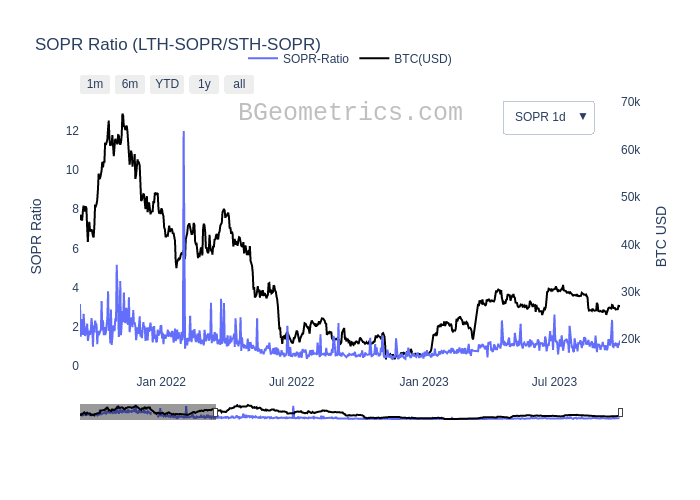 SOPR Ratio (LTH-SOPR/STH-SOPR)
SOPR-Ratio
BTC(USD)
1m
6m
YTD
1y
all
BGeometrics.com
SOPR 1d
12
10
8
6
4
2
0
SOPR Ratio
70k
60k
50k
40k
30k
20k
BTC USD
Jan 2022
Jul 2022
Jan 2023
Jul 2023